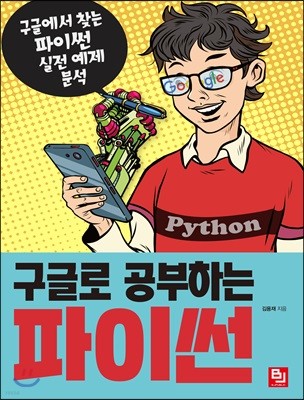 구글에서 찾는
파이썬
실전 예제
분석
Google
Python
구글로 공부하는
김용재 지음
파이썬
BJ